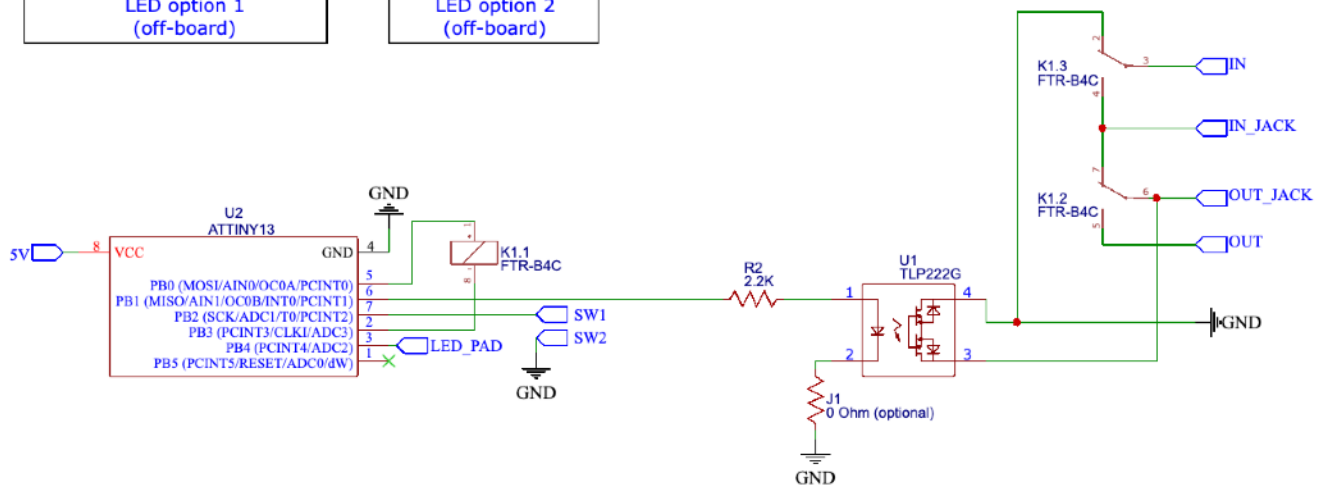 LED option 1
(off-board)
LED option 2
(off-board)
2
K1.3
FTR-B4C
3
IN
4
IN_JACK
7
K1.2
FTR-B4C
6
OUT_JACK
5
OUT
GND
U2
ATTINY13
5V
8
VCC
GND
4
1
K1.1
FTR-B4C
8
PB0 (MOSI/AIN0/OC0A/PCINT0)
5
PB1 (MISO/AIN1/OC0B/INT0/PCINT1)
6
PB2 (SCK/ADC1/T0/PCINT2)
7
SW1
PB3 (PCINT3/CLKI/ADC3)
2
SW2
PB4 (PCINT4/ADC2)
3
LED_PAD
PB5 (PCINT5/RESET/ADC0/dW)
1
GND
R2
2.2K
U1
TLP222G
1
4
2
3
GND
J1
0 Ohm (optional)
GND